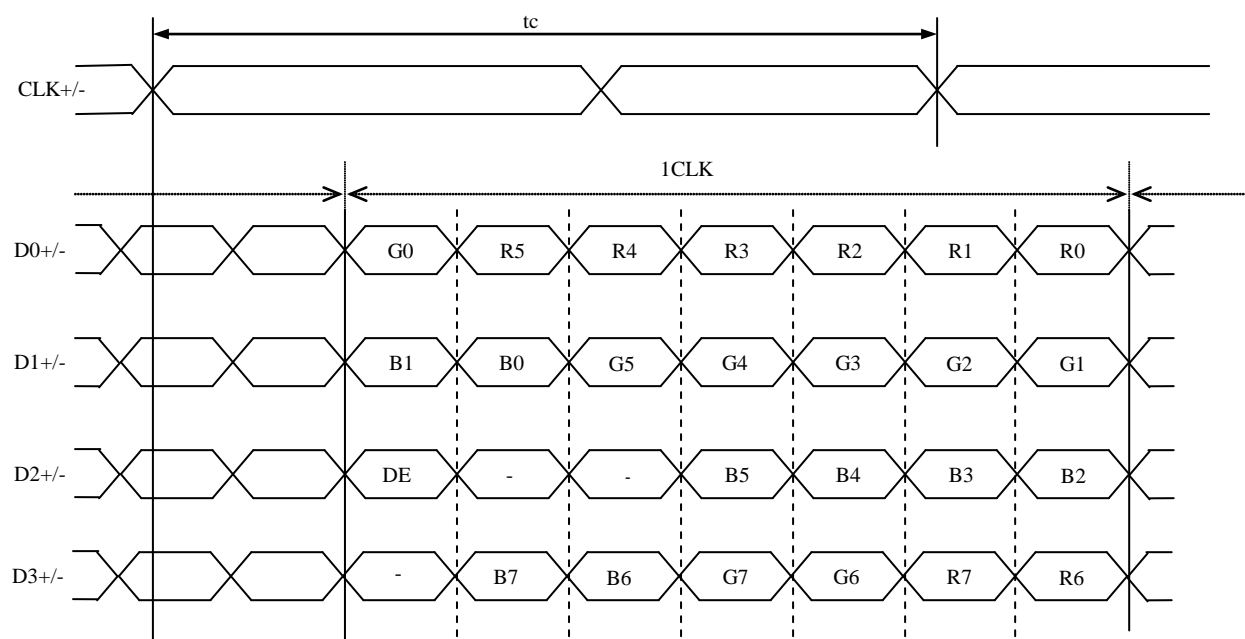 tc
CLK+/-
1CLK
D0+/- G0 R5 R4 R3 R2 R1 R0
D1+/- B1 B0 G5 G4 G3 G2 G1
D2+/- DE - - B5 B4 B3 B2
D3+/- - B7 B6 G7 G6 R7 R6